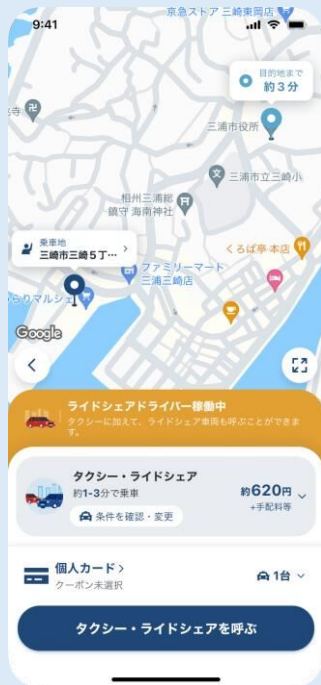 京急ストア 三崎東岡店
9:41
目的地まで
約3分
三浦市役所
三浦市立三崎小
相州三浦総
鎮守 海南神社
乗車地
三崎市三崎5丁…
くろば亭 本店
ファミリーマート
三浦三崎店
らりマルシェ
Google
ライドシェアドライバー稼働中
タクシーに加えて、ライドシェア車両も呼ぶことができま
す。
タクシー・ライドシェア
約1-3分で乗車
約620円
+手配料等
条件を確認・変更
個人カード
クーポン未選択
1台
タクシー・ライドシェアを呼ぶ